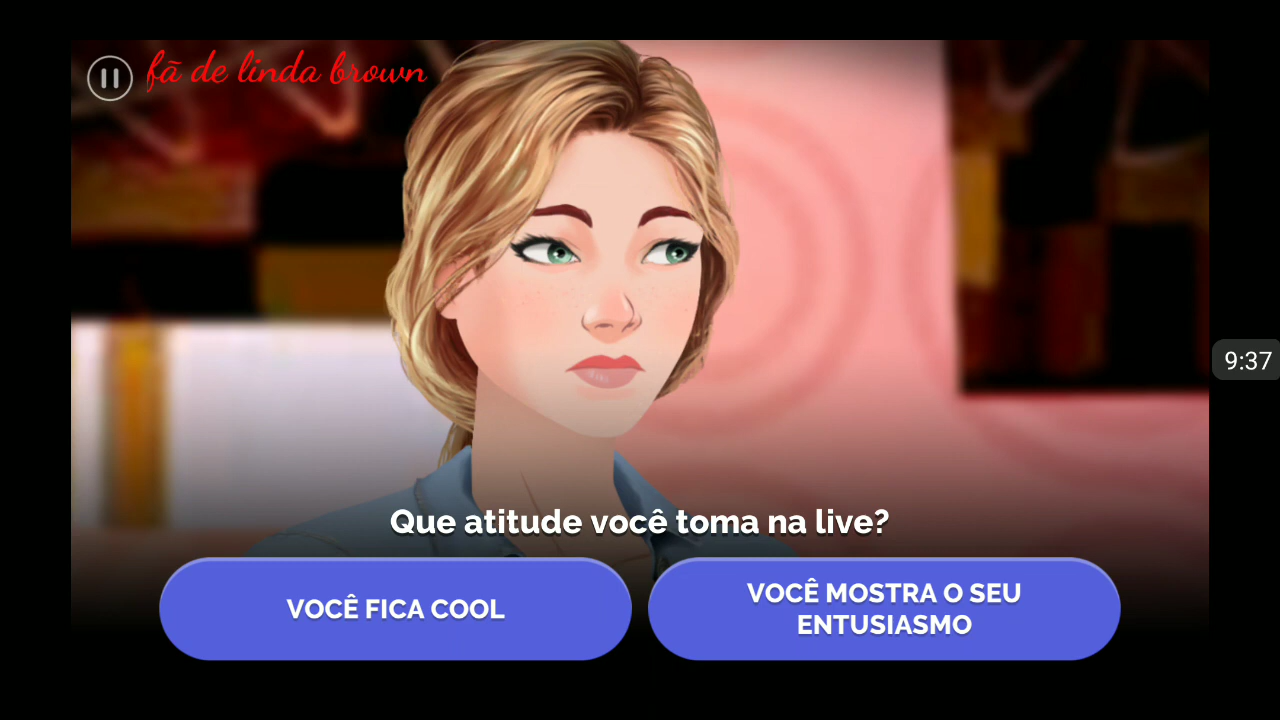 fã de linda brown
9:37
Que atitude você toma na live?
VOCÊ FICA COOL
VOCÊ MOSTRA O SEU
ENTUSIASMO